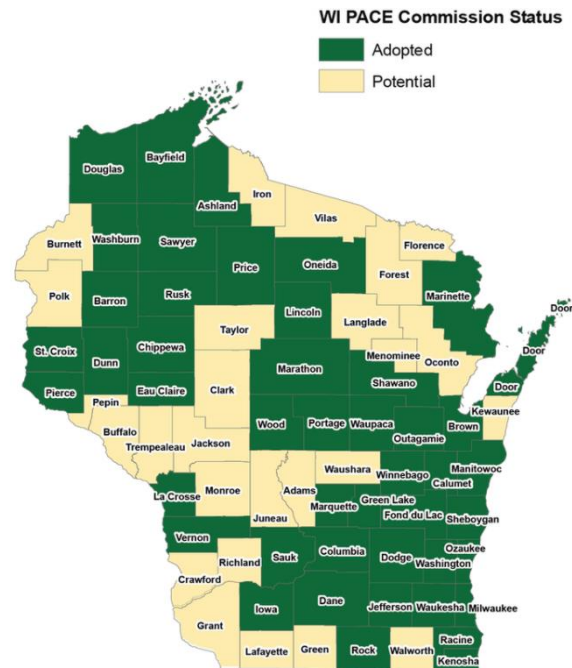 WI PACE Commission Status
Adopted
Potential
Douglas
Bayfield
Ashland
Iron
Vilas
Florence
Burnett
Washburn
Sawyer
Price
Oneida
Forest
Marinette
Polk
Barron
Rusk
Lincoln
Langlade
Door
Taylor
Menominee
Oconto
Door
St. Croix
Dunn
Chippewa
Marathon
Shawano
Door
Pierce
Pepin
Eau Claire
Clark
Kewaunee
Buffalo
Trempealeau
Jackson
Wood
Portage
Waupaca
Outagamie
Brown
La Crosse
Monroe
Juneau
Adams
Waushara
Marquette
Green Lake
Winnebago
Calumet
Manitowoc
Fond du Lac
Sheboygan
Vernon
Richland
Sauk
Columbia
Dodge
Ozaukee
Washington
Crawford
Iowa
Dane
Jefferson
Waukesha
Milwaukee
Grant
Lafayette
Green
Rock
Walworth
Racine
Kenosha